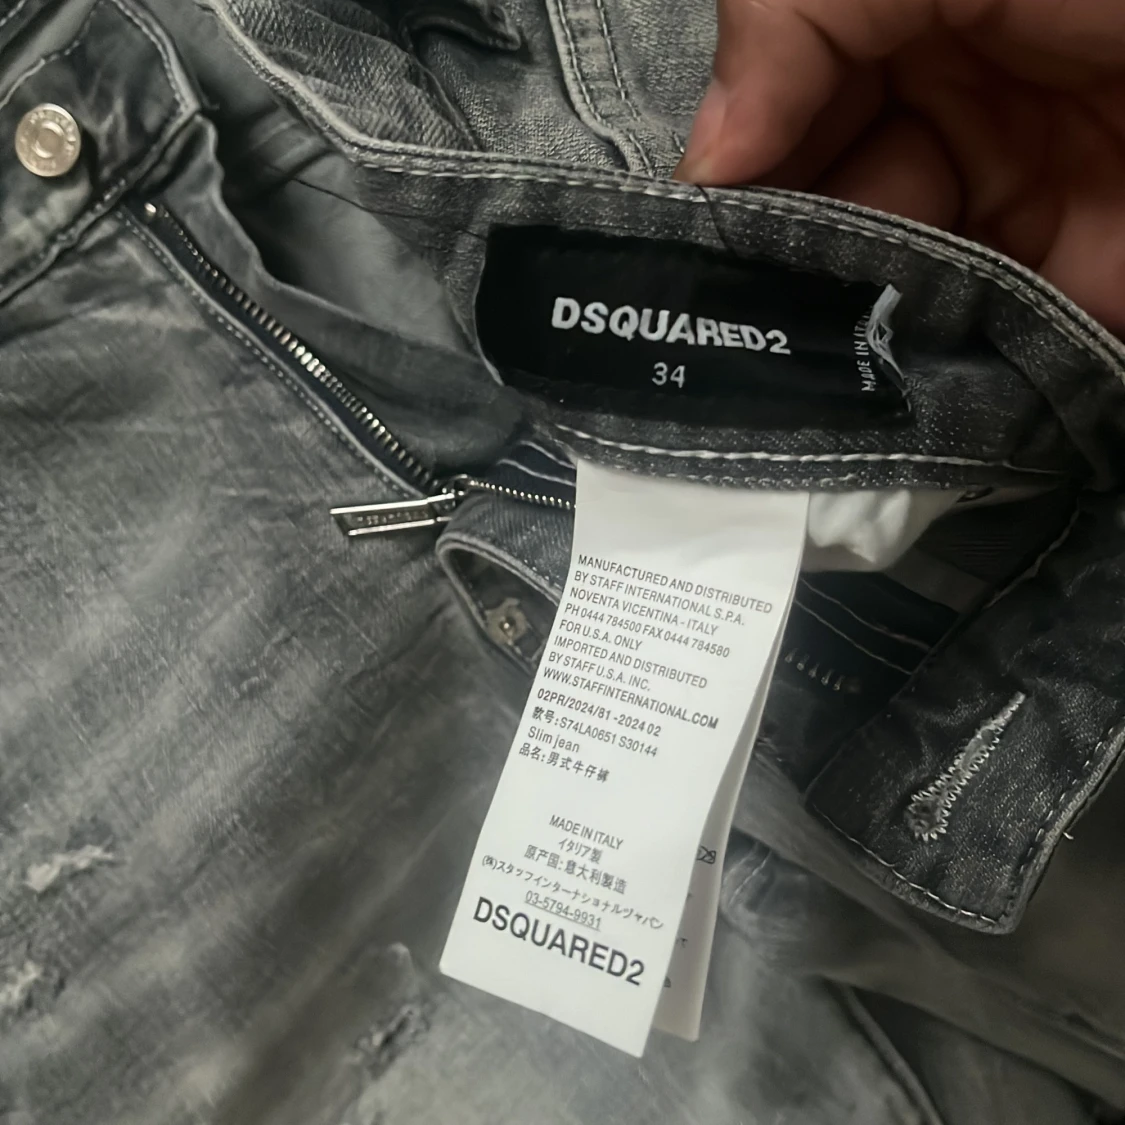 DSQUARED2
34
MADE IN
MANUFACTURED AND DISTRIBUTED
BY STAFF INTERNATIONAL S.P.A.
NOVENTA VICENTINA - ITALY
PH 0444 784500 FAX 0444 784580
FOR U.S.A. ONLY
IMPORTED AND DISTRIBUTED
BY STAFF U.S.A. INC.
WWW.STAFFINTERNATIONAL.COM
02PR/2024/81 - 2024 02
款号:S74LA0651 S30144
Slim jean
品名:男式牛仔裤
MADE IN ITALY
イタリア製
原产国:意大利製造
(株)スタッフインターナショナルジャパン
03-5794-9931
DSQUARED2